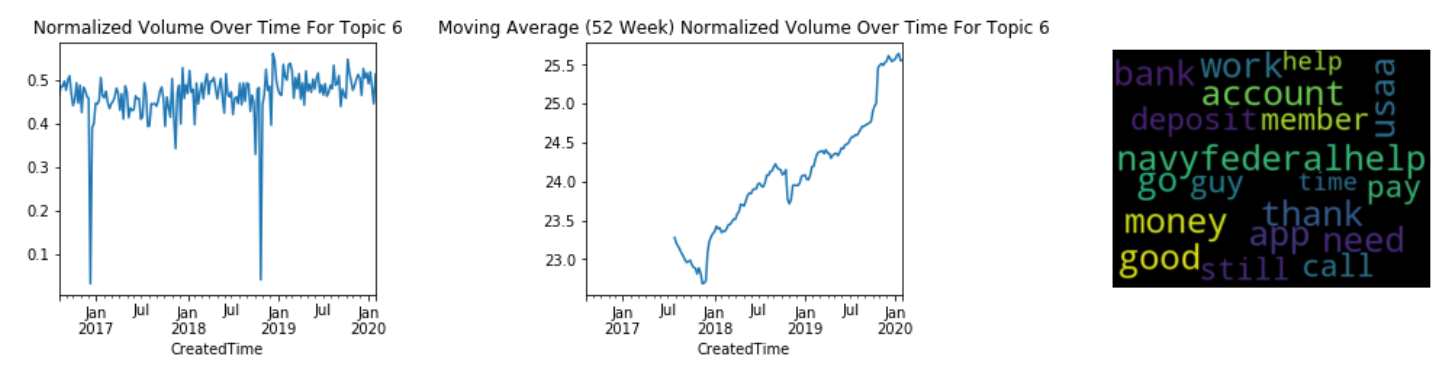 Normalized Volume Over Time For Topic 6
0.5
0.4
0.3
0.2
0.1
Jan
2017
Jul
Jan
2018
Jul
Jan
2019
Jul
Jan
2020
CreatedTime
Moving Average (52 Week) Normalized Volume Over Time For Topic 6
25.5
25.0
24.5
24.0
23.5
23.0
Jan
2017
Jul
Jan
2018
Jul
Jan
2019
Jul
Jan
2020
CreatedTime
bank work help
account usaa
deposit member
navyfederalhelp
go guy time pay
money thank
app need
good still call